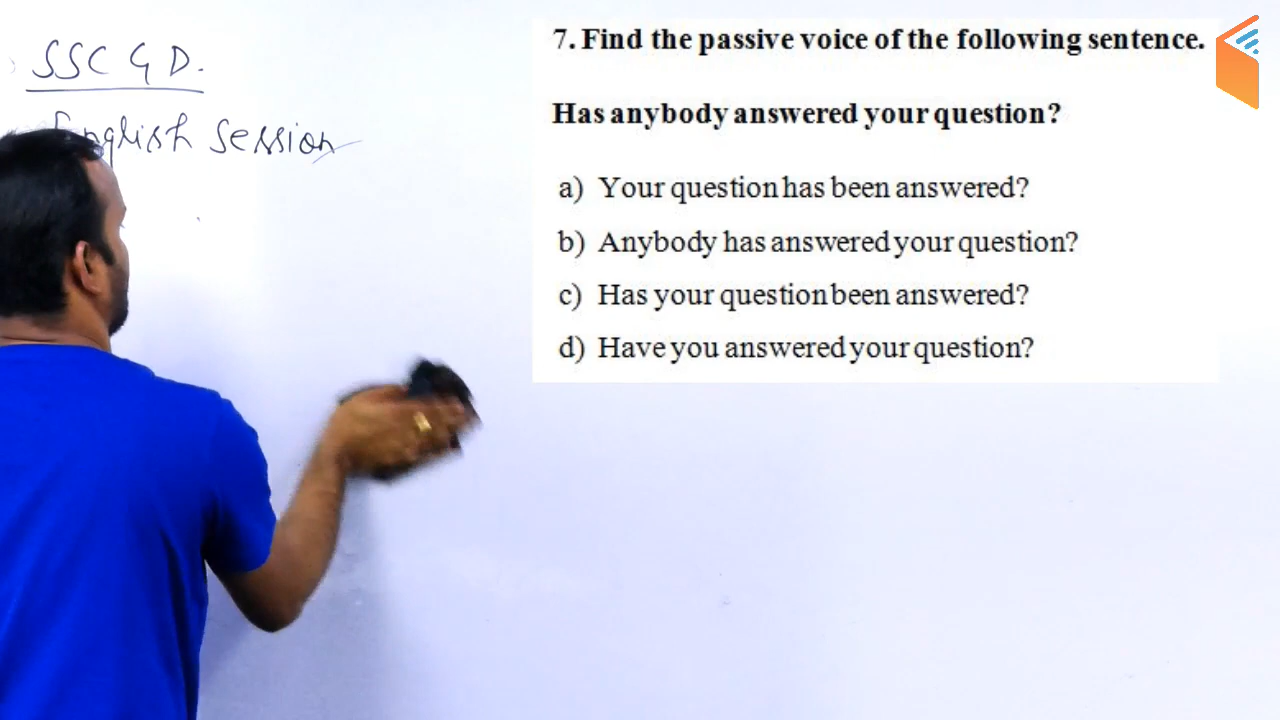 SSC G D.
English Session
7. Find the passive voice of the following sentence.
Has anybody answered your question?
a) Your question has been answered?
b) Anybody has answered your question?
c) Has your question been answered?
d) Have you answered your question?